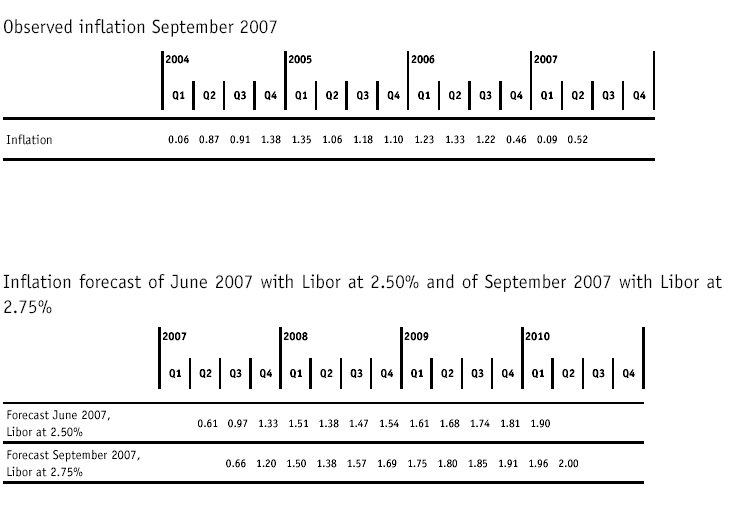 Observed inflation September 2007
2004 2005 2006 2007
Q1 Q2 Q3 Q4 Q1 Q2 Q3 Q4 Q1 Q2 Q3 Q4 Q1 Q2 Q3 Q4
Inflation 0.06 0.87 0.91 1.38 1.35 1.06 1.18 1.10 1.23 1.33 1.22 0.46 0.09 0.52
Inflation forecast of June 2007 with Libor at 2.50% and of September 2007 with Libor at
2.75%
2007 2008 2009 2010
Q1 Q2 Q3 Q4 Q1 Q2 Q3 Q4 Q1 Q2 Q3 Q4 Q1 Q2 Q3 Q4
Forecast June 2007,
Libor at 2.50% 0.61 0.97 1.33 1.51 1.38 1.47 1.54 1.61 1.68 1.74 1.81 1.90
Forecast September 2007,
Libor at 2.75% 0.66 1.20 1.50 1.38 1.57 1.69 1.75 1.80 1.85 1.91 1.96 2.00